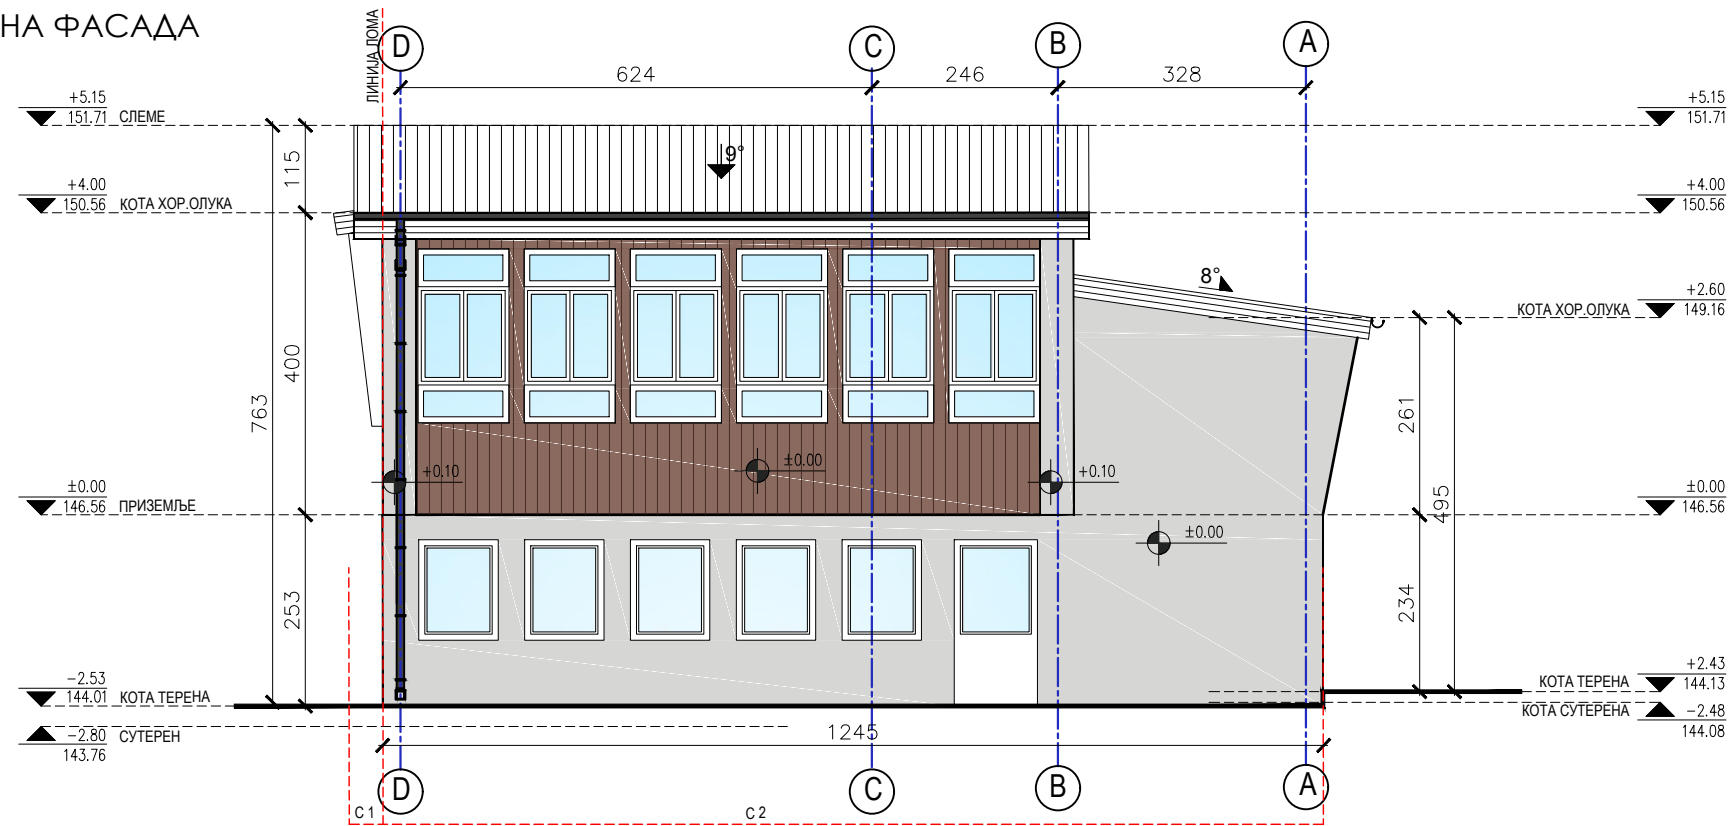 НА ФАСАДА
ЛИНИЈА ЛОМА
D
C
B
A
624
246
328
+5.15
151.71 СЛЕМЕ
+5.15
151.71
115
9°
+4.00
150.56 КОТА ХОР.ОЛУКА
+4.00
150.56
8°
+2.60
КОТА ХОР.ОЛУКА 149.16
400
763
261
495
+0.10
±0.00
+0.10
±0.00
146.56 ПРИЗЕМЉЕ
±0.00
146.56
±0.00
253
234
-2.53
144.01 КОТА ТЕРЕНА
+2.43
КОТА ТЕРЕНА 144.13
КОТА СУТЕРЕНА -2.48
144.08
-2.80 СУТЕРЕН
143.76
1245
D
C
B
A
С1
С2